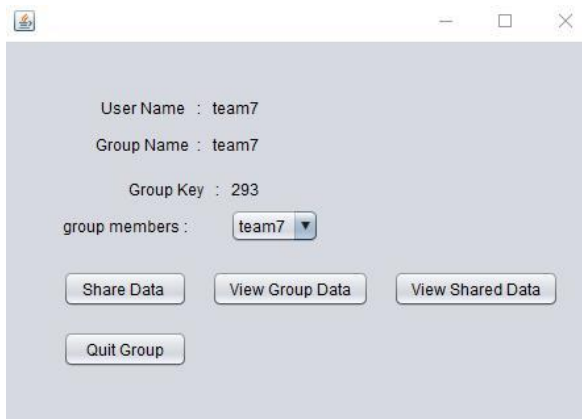 User Name : team7
Group Name : team7
Group Key : 293
group members : team7
Share Data View Group Data View Shared Data
Quit Group